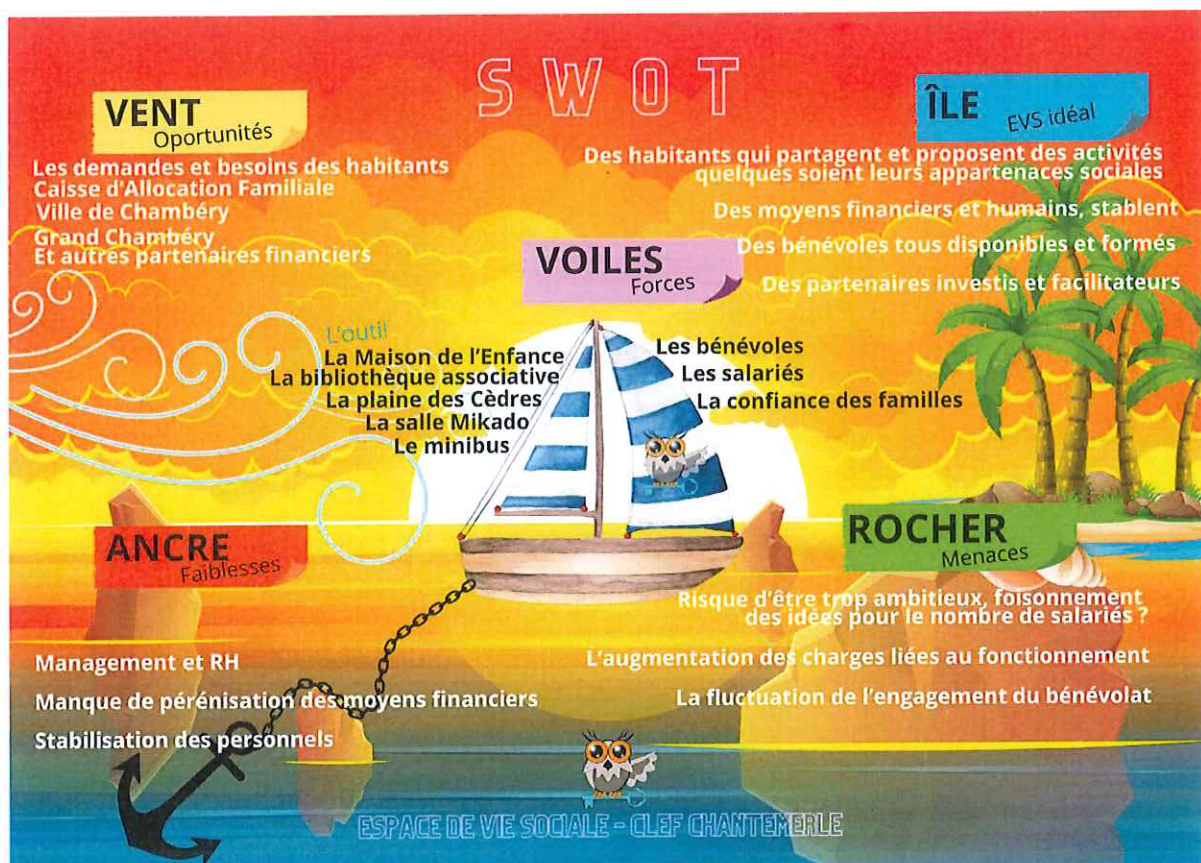 SWOT
VENT
Oportunités
Les demandes et besoins des habitants
Caisse d'Allocation Familiale
Ville de Chambéry
Grand Chambéry
Et autres partenaires financiers
ÎLE
EVS idéal
Des habitants qui partagent et proposent des activités
quelques soient leurs appartenaces sociales
Des moyens financiers et humains, stablent
Des bénévoles tous disponibles et formés
Des partenaires investis et facilitateurs
VOILES
Forces
L'outil
La Maison de l'Enfance
La bibliothèque associative
La plaine des Cèdres
La salle Mikado
Le minibus
Les bénévoles
Les salariés
La confiance des familles
ANCRE
Faiblesses
Management et RH
Manque de pérénisation des moyens financiers
Stabilisation des personnels
ROCHER
Menaces
Risque d'être trop ambitieux, foisonnement
des idées pour le nombre de salariés ?
L'augmentation des charges liées au fonctionnement
La fluctuation de l'engagement du bénévolat
ESPACE DE VIE SOCIALE - CLEF CHANTEMERLE